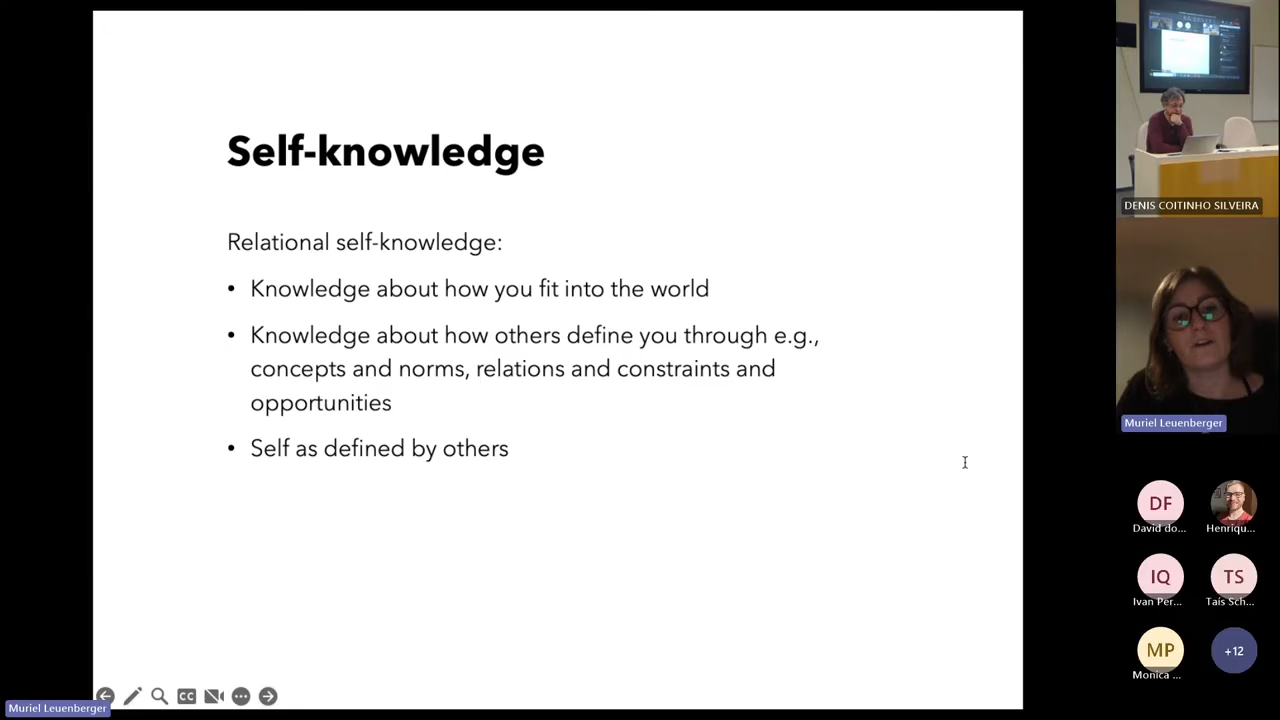 Self-knowledge
Relational self-knowledge:
• Knowledge about how you fit into the world
• Knowledge about how others define you through e.g.,
concepts and norms, relations and constraints and
opportunities
• Self as defined by others
CC
Muriel Leuenberger
DENIS COITINHO SILVEIRA
Muriel Leuenberger
DF
David do...
Henriqu...
IQ
Ivan Per...
TS
Taís Sch...
MP
Monica ...
+12